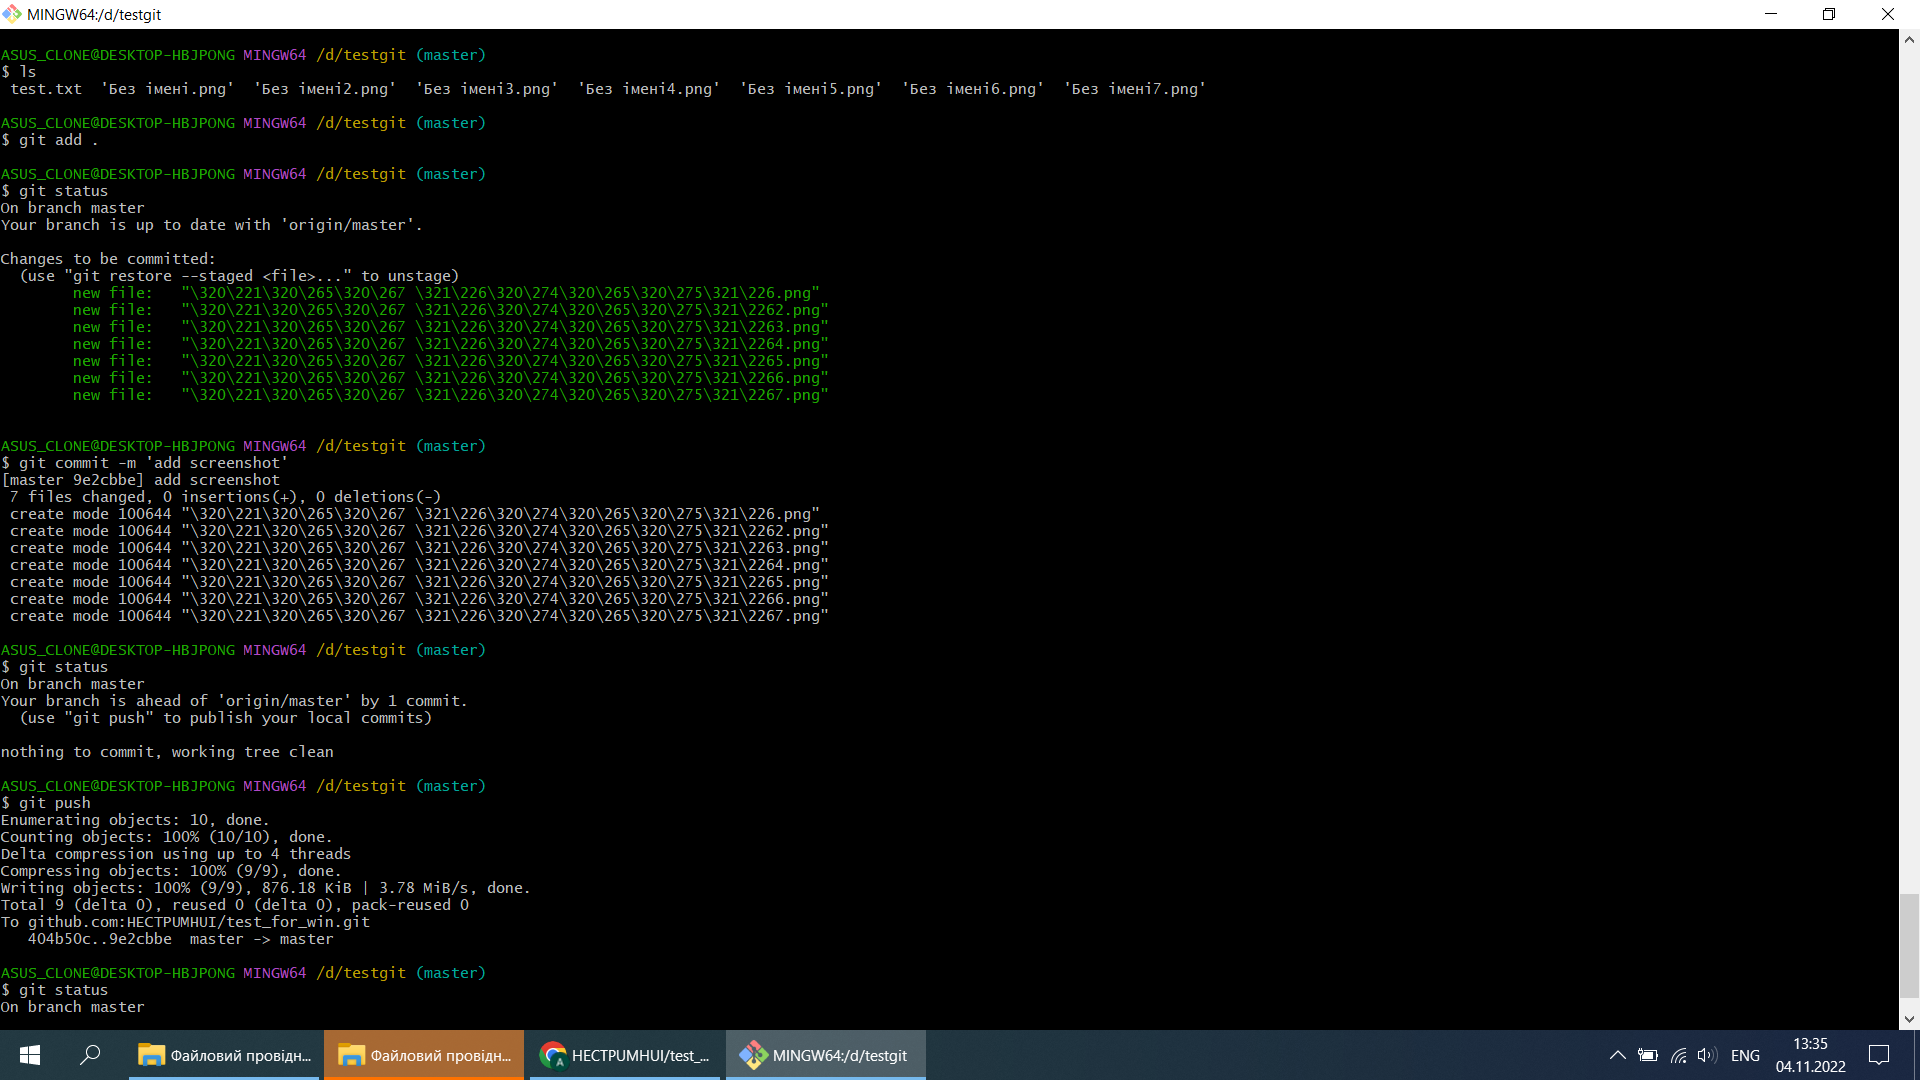 MINGW64:/d/testgit
ASUS_CLONE@DESKTOP-HBJPONG MINGW64 /d/testgit (master)
$ ls
test.txt  'Без імені.png'  'Без імені2.png'  'Без імені3.png'  'Без імені4.png'  'Без імені5.png'  'Без імені6.png'  'Без імені7.png'
ASUS_CLONE@DESKTOP-HBJPONG MINGW64 /d/testgit (master)
$ git add .
ASUS_CLONE@DESKTOP-HBJPONG MINGW64 /d/testgit (master)
$ git status
On branch master
Your branch is up to date with 'origin/master'.
Changes to be committed:
  (use "git restore --staged <file>..." to unstage)
        new file:   "\320\221\320\265\320\267 \321\226\320\274\320\265\320\275\321\226.png"
        new file:   "\320\221\320\265\320\267 \321\226\320\274\320\265\320\275\321\2262.png"
        new file:   "\320\221\320\265\320\267 \321\226\320\274\320\265\320\275\321\2263.png"
        new file:   "\320\221\320\265\320\267 \321\226\320\274\320\265\320\275\321\2264.png"
        new file:   "\320\221\320\265\320\267 \321\226\320\274\320\265\320\275\321\2265.png"
        new file:   "\320\221\320\265\320\267 \321\226\320\274\320\265\320\275\321\2266.png"
        new file:   "\320\221\320\265\320\267 \321\226\320\274\320\265\320\275\321\2267.png"
ASUS_CLONE@DESKTOP-HBJPONG MINGW64 /d/testgit (master)
$ git commit -m 'add screenshot'
[master 9e2cbbe] add screenshot
 7 files changed, 0 insertions(+), 0 deletions(-)
 create mode 100644 "\320\221\320\265\320\267 \321\226\320\274\320\265\320\275\321\226.png"
 create mode 100644 "\320\221\320\265\320\267 \321\226\320\274\320\265\320\275\321\2262.png"
 create mode 100644 "\320\221\320\265\320\267 \321\226\320\274\320\265\320\275\321\2263.png"
 create mode 100644 "\320\221\320\265\320\267 \321\226\320\274\320\265\320\275\321\2264.png"
 create mode 100644 "\320\221\320\265\320\267 \321\226\320\274\320\265\320\275\321\2265.png"
 create mode 100644 "\320\221\320\265\320\267 \321\226\320\274\320\265\320\275\321\2266.png"
 create mode 100644 "\320\221\320\265\320\267 \321\226\320\274\320\265\320\275\321\2267.png"
ASUS_CLONE@DESKTOP-HBJPONG MINGW64 /d/testgit (master)
$ git status
On branch master
Your branch is ahead of 'origin/master' by 1 commit.
  (use "git push" to publish your local commits)
nothing to commit, working tree clean
ASUS_CLONE@DESKTOP-HBJPONG MINGW64 /d/testgit (master)
$ git push
Enumerating objects: 10, done.
Counting objects: 100% (10/10), done.
Delta compression using up to 4 threads
Compressing objects: 100% (9/9), done.
Writing objects: 100% (9/9), 876.18 KiB | 3.78 MiB/s, done.
Total 9 (delta 0), reused 0 (delta 0), pack-reused 0
To github.com:HECTPUMHUI/test_for_win.git
   404b50c..9e2cbbe  master -> master
ASUS_CLONE@DESKTOP-HBJPONG MINGW64 /d/testgit (master)
$ git status
On branch master
Файловий провідн...
Файловий провідн...
HECTPUMHUI/test_...
MINGW64:/d/testgit
ENG
13:35
04.11.2022